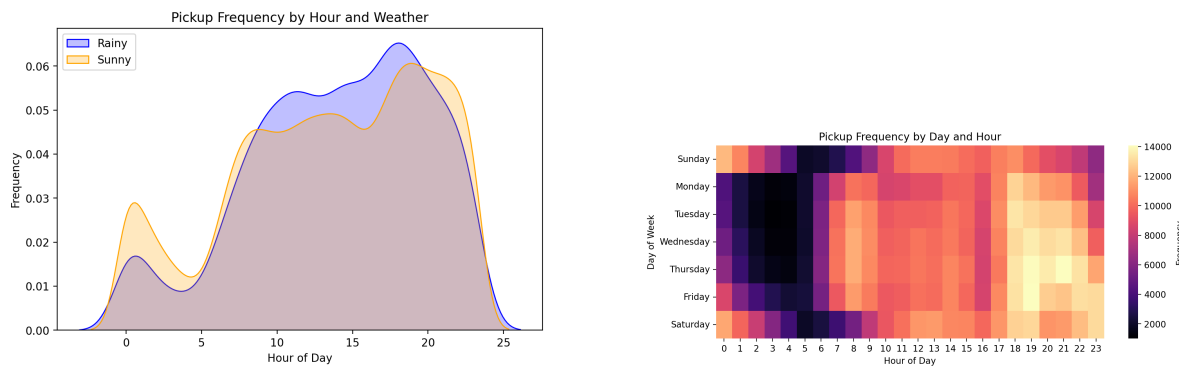 Pickup Frequency by Hour and Weather
Rainy
Sunny
Frequency
0.06
0.05
0.04
0.03
0.02
0.01
0.00
0 5 10 15 20 25
Hour of Day
Pickup Frequency by Day and Hour
Day of Week
Sunday
Monday
Tuesday
Wednesday
Thursday
Friday
Saturday
0 1 2 3 4 5 6 7 8 9 10 11 12 13 14 15 16 17 18 19 20 21 22 23
Hour of Day
14000
12000
10000
8000
6000
4000
2000